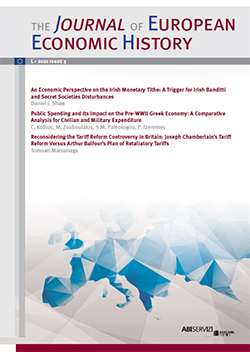 THE JOURNAL OF EUROPEAN
ECONOMIC HISTORY
L • 2021 ISSUE 3
An Economic Perspective on the Irish Monetary Tithe: A Trigger for Irish Banditti
and Secret Societies Disturbances
Daniel J. Shaw
Public Spending and Its Impact on the Pre-WWII Greek Economy: A Comparative
Analysis for Civilian and Military Expenditure
C. Kollias, M. Zouboulakis, S.M. Paleologou, P. Tzeremes
Reconsidering the Tariff Reform Controversy in Britain: Joseph Chamberlain's Tariff
Reform Versus Arthur Balfour's Plan of Retaliatory Tariffs
Tomoari Matsunaga
ABISERVIZI